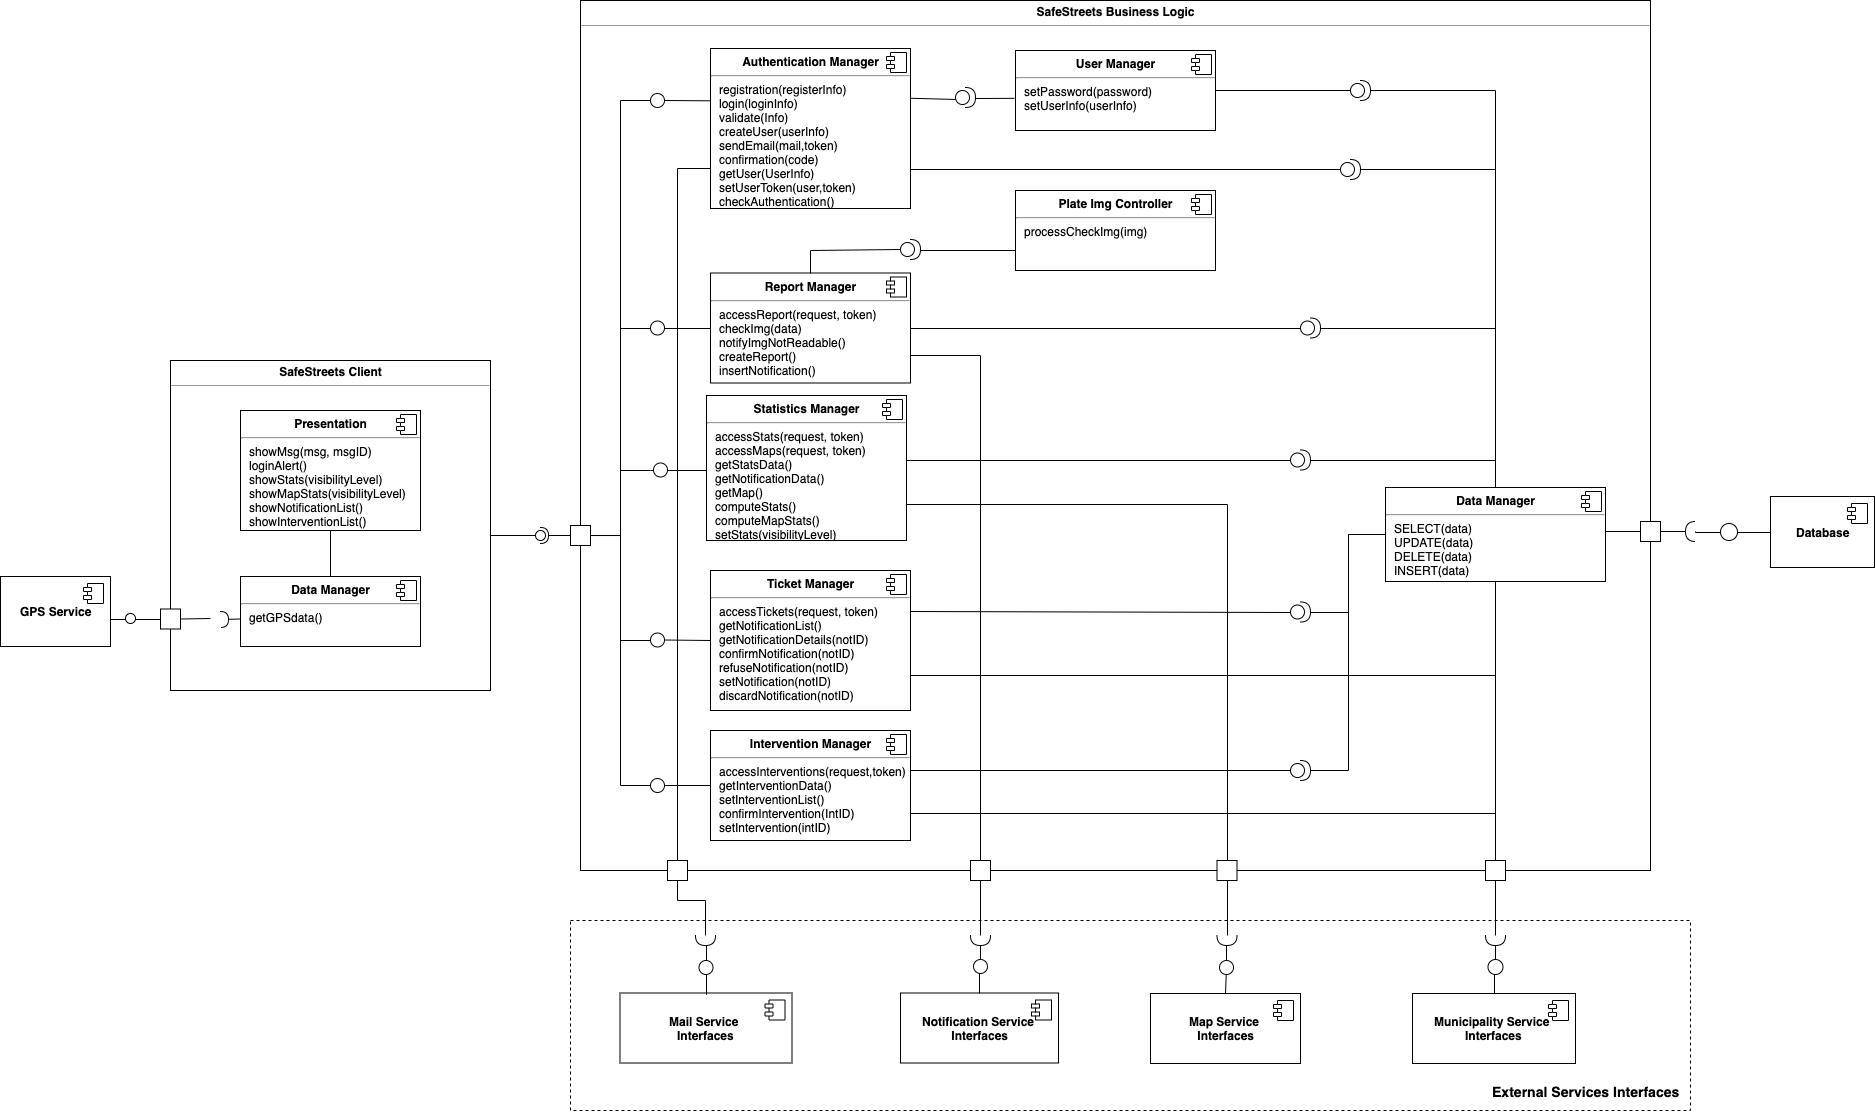 SafeStreets Business Logic
Authentication Manager
registration(registerInfo)
login(loginInfo)
validate(Info)
createUser(userInfo)
sendEmail(mail,token)
confirmation(code)
getUser(UserInfo)
setUserToken(user,token)
checkAuthentication()
User Manager
setPassword(password)
setUserInfo(userInfo)
Plate Img Controller
processCheckImg(img)
Report Manager
accessReport(request, token)
checkImg(data)
notifyImgNotReadable()
createReport()
insertNotification()
SafeStreets Client
Presentation
showMsg(msg, msgID)
loginAlert()
showStats(visibilityLevel)
showMapStats(visibilityLevel)
showNotificationList()
showInterventionList()
Data Manager
getGPSdata()
GPS Service
Statistics Manager
accessStats(request, token)
accessMaps(request, token)
getStatsData()
getNotificationData()
getMap()
computeStats()
computeMapStats()
setStats(visibilityLevel)
Data Manager
SELECT(data)
UPDATE(data)
DELETE(data)
INSERT(data)
Database
Ticket Manager
accessTickets(request, token)
getNotificationList()
getNotificationDetails(notID)
confirmNotification(notID)
refuseNotification(notID)
setNotification(notID)
discardNotification(notID)
Intervention Manager
accessInterventions(request,token)
getInterventionData()
setInterventionList()
confirmIntervention(IntID)
setIntervention(intID)
Mail Service
Interfaces
Notification Service
Interfaces
Map Service
Interfaces
Municipality Service
Interfaces
External Services Interfaces